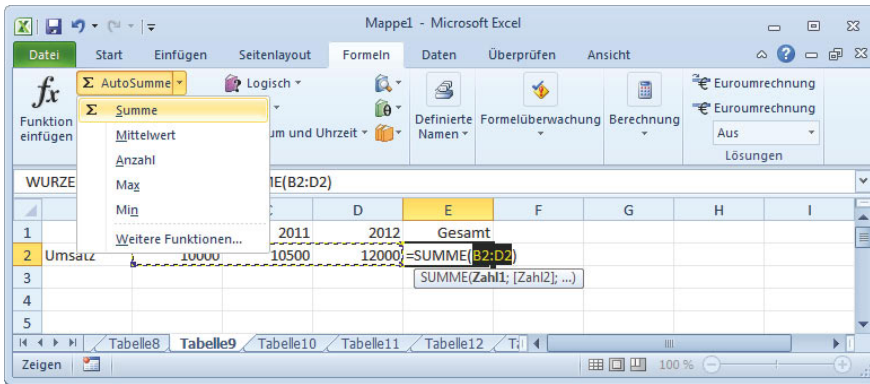 Mappe1 - Microsoft Excel
Datei Start Einfügen Seitenlayout Formeln Daten Überprüfen Ansicht
fx Funktion einfügen
Σ AutoSumme
Logisch
um und Uhrzeit
Definierte Namen
Formelüberwachung
Berechnung
Euroumrechnung
Euroumrechnung
Aus
Lösungen
Σ Summe
Mittelwert
Anzahl
Max
Min
Weitere Funktionen...
WURZE ME(B2:D2)
D E F G H I
1 2011 2012 Gesamt
2 Umsatz 10000 10500 12000 =SUMME(B2:D2)
3 SUMME(Zahl1; [Zahl2]; ...)
4
5
Tabelle8 Tabelle9 Tabelle10 Tabelle11 Tabelle12
Zeigen 100 %